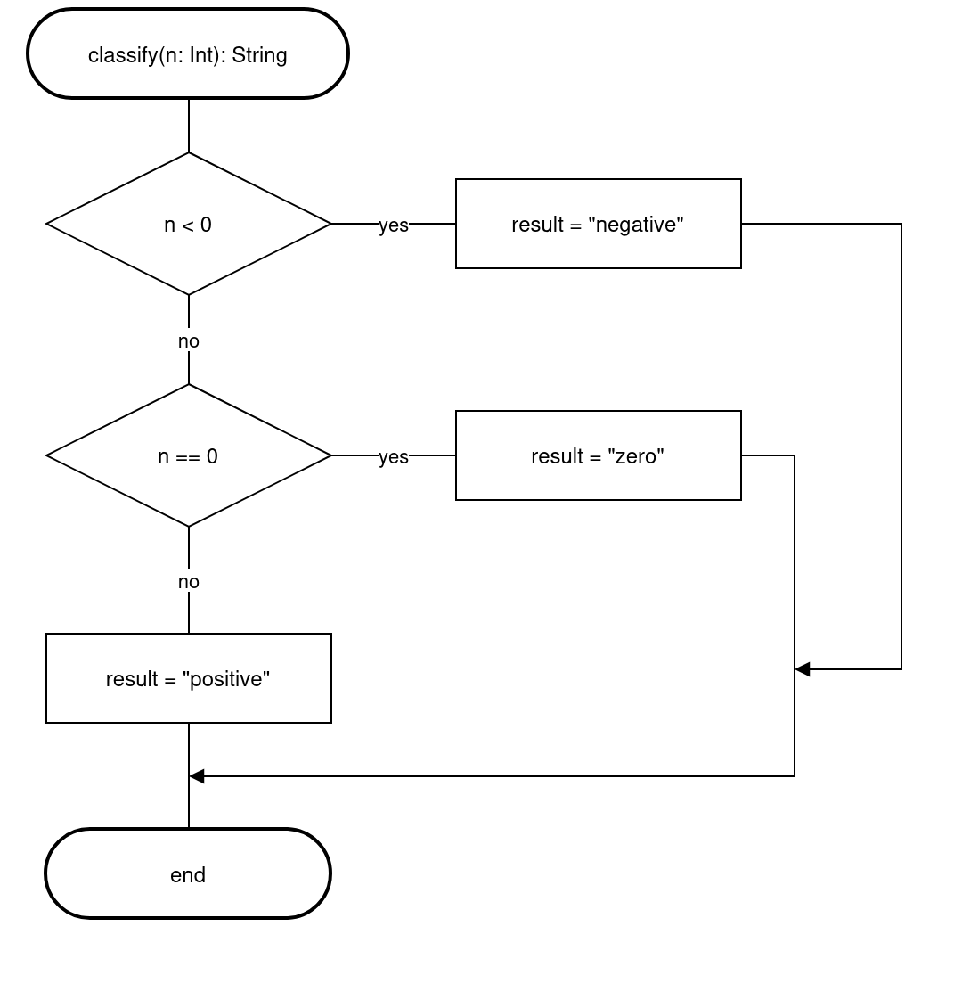 classify(n: Int): String
n < 0
yes
result = "negative"
no
n == 0
yes
result = "zero"
no
result = "positive"
end